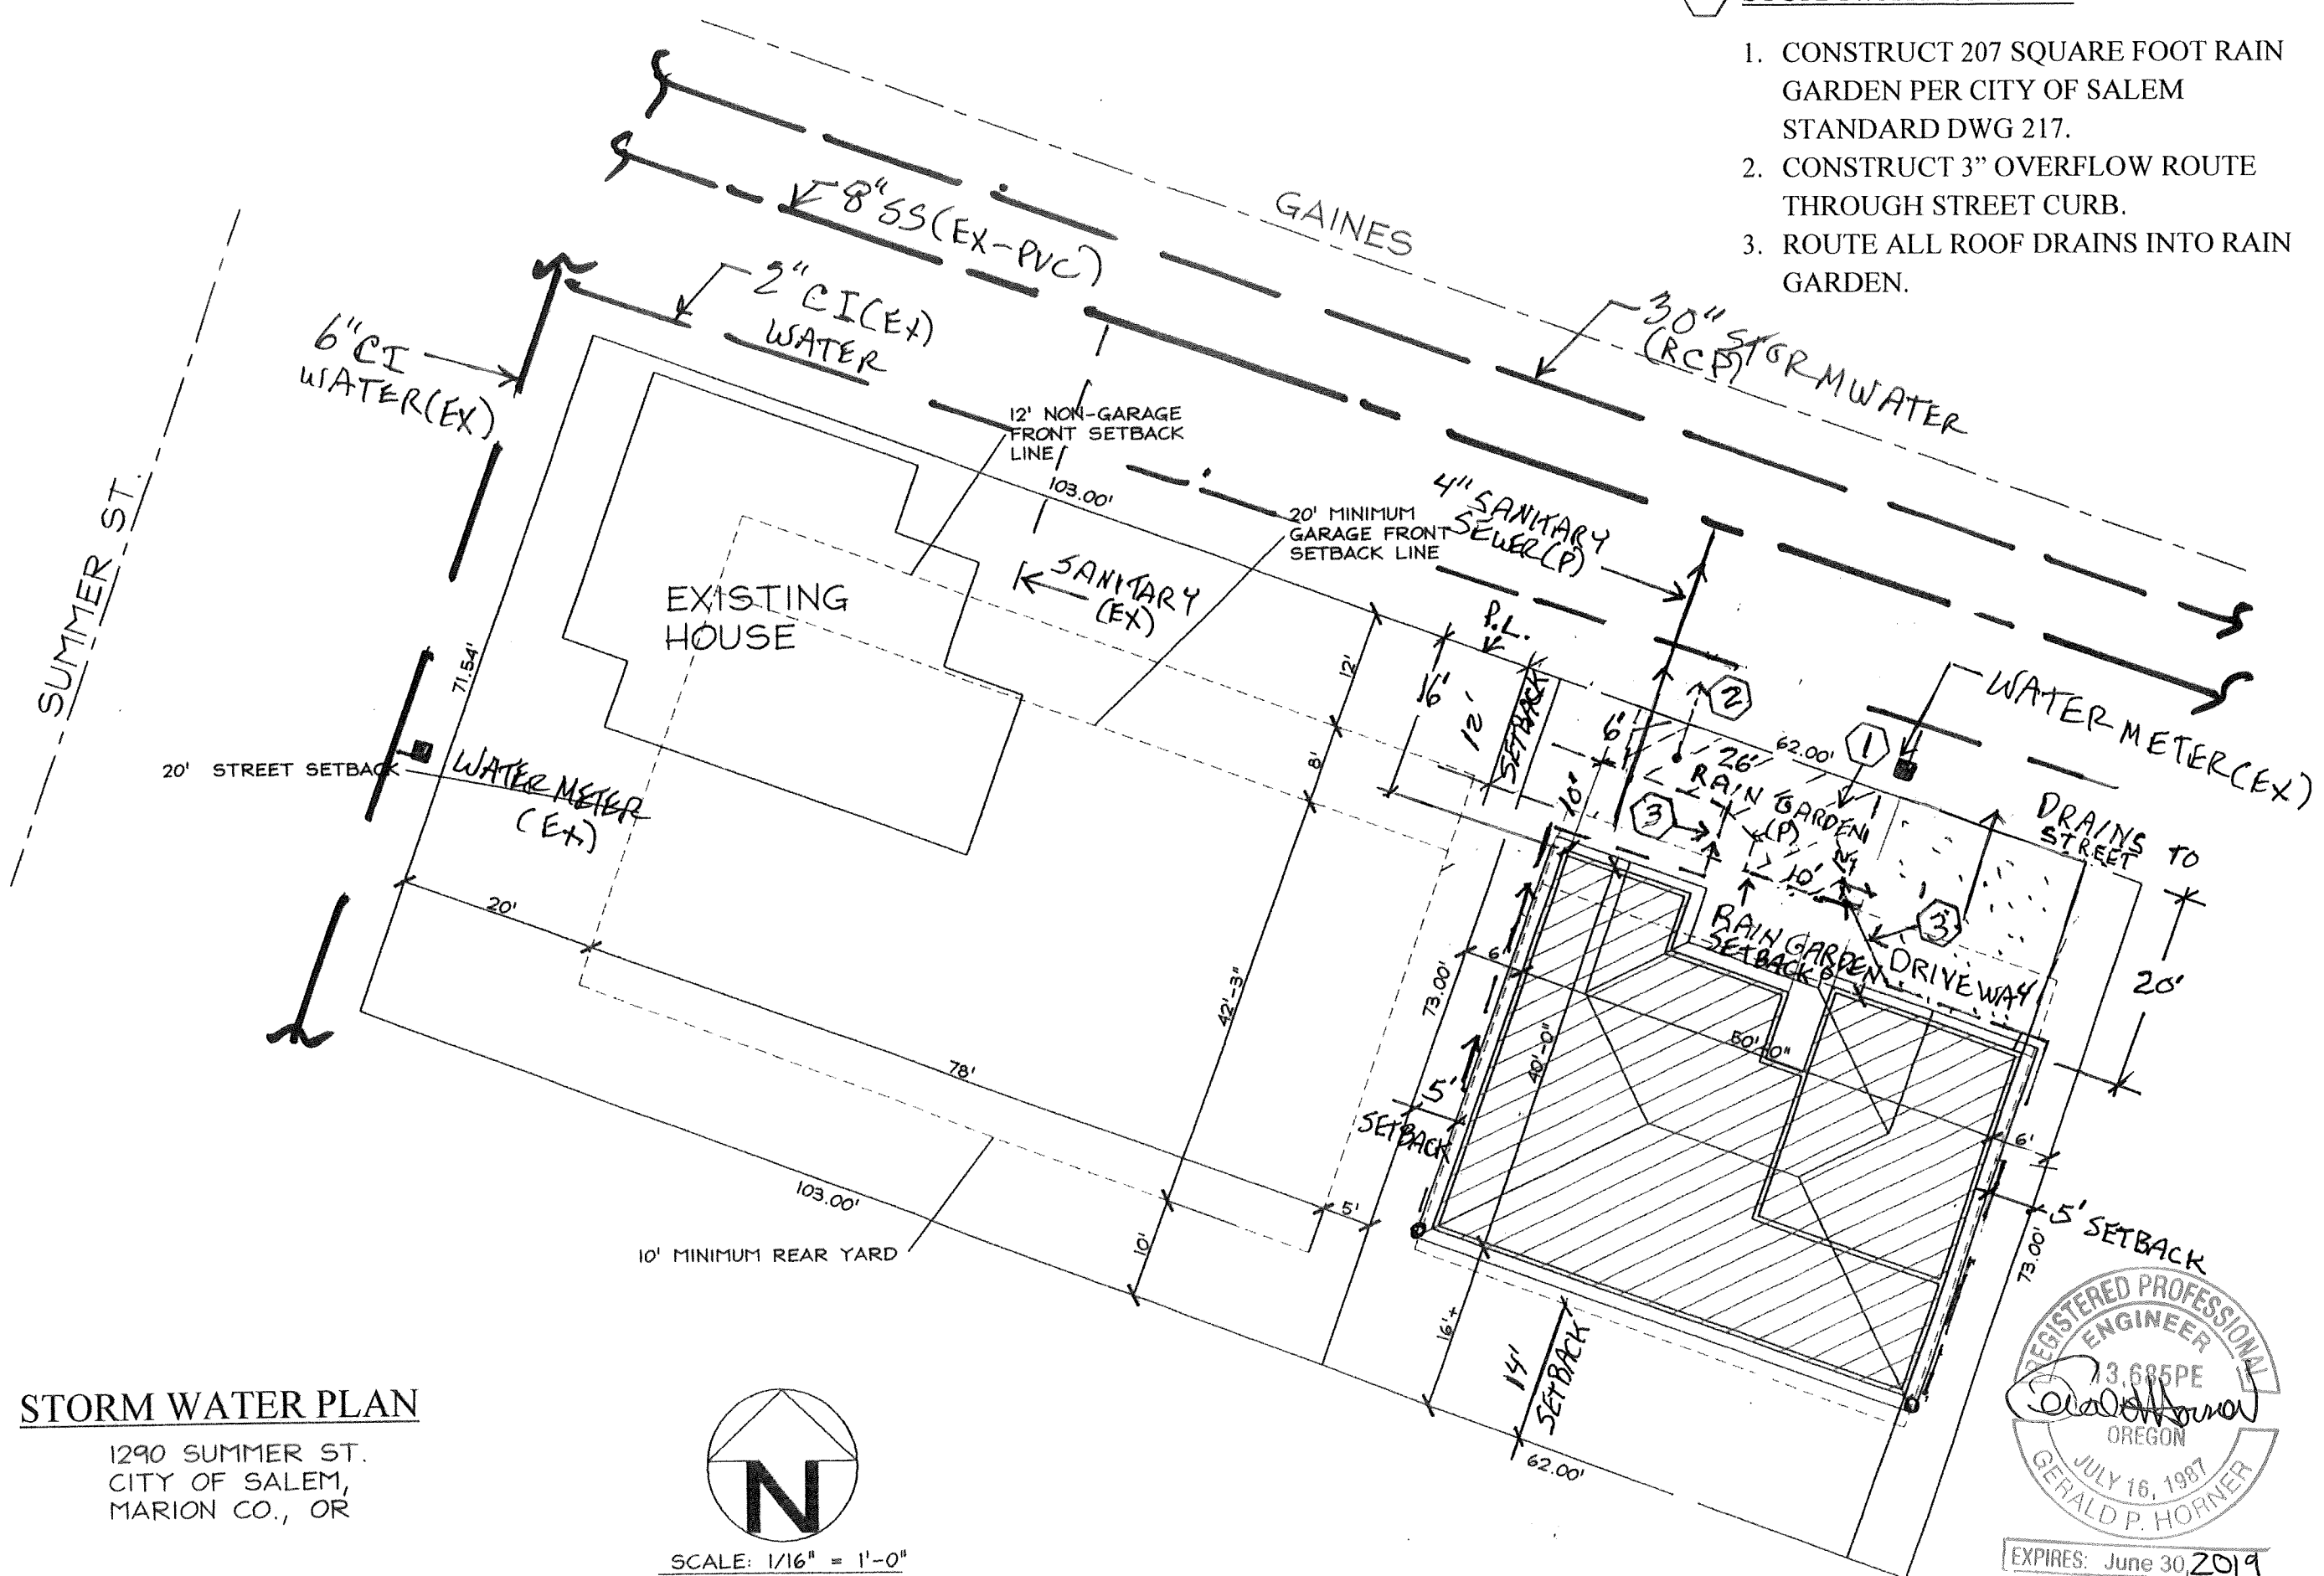 1. CONSTRUCT 207 SQUARE FOOT RAIN
GARDEN PER CITY OF SALEM
STANDARD DWG 217.
2. CONSTRUCT 3” OVERFLOW ROUTE
THROUGH STREET CURB.
3. ROUTE ALL ROOF DRAINS INTO RAIN
GARDEN.
GAINES
8" SS (EX-PVC)
2" CI (EX)
WATER
6" CI
WATER (EX)
30" STORMWATER
(RCP)
SUMMER ST.
12' NON-GARAGE
FRONT SETBACK
LINE
103.00'
20' MINIMUM
GARAGE FRONT
SETBACK LINE
4" SANITARY
SEWER (P)
SANITARY
(EX)
EXISTING
HOUSE
71.54'
P.L.
12'
8'
16'
12'
SETBACK
6'
10'
2
26'
62.00'
1
RAIN GARDEN
(P)
3
10'
WATER METER (EX)
DRAINS TO
STREET
20' STREET SETBACK
WATER METER
(EX)
RAIN GARDEN
SETBACK
3
DRIVEWAY
20'
20'
6'
73.00'
42'-3"
40'-0"
50'-0"
78'
5'
SETBACK
6'
5' SETBACK
73.00'
103.00'
5'
10'
10' MINIMUM REAR YARD
16'+
14'
SETBACK
62.00'
STORM WATER PLAN
1290 SUMMER ST.
CITY OF SALEM,
MARION CO., OR
N
SCALE: 1/16" = 1'-0"
REGISTERED PROFESSIONAL
ENGINEER
13,685PE
OREGON
JULY 16, 1987
GERALD P. HORNER
EXPIRES: June 30, 2019